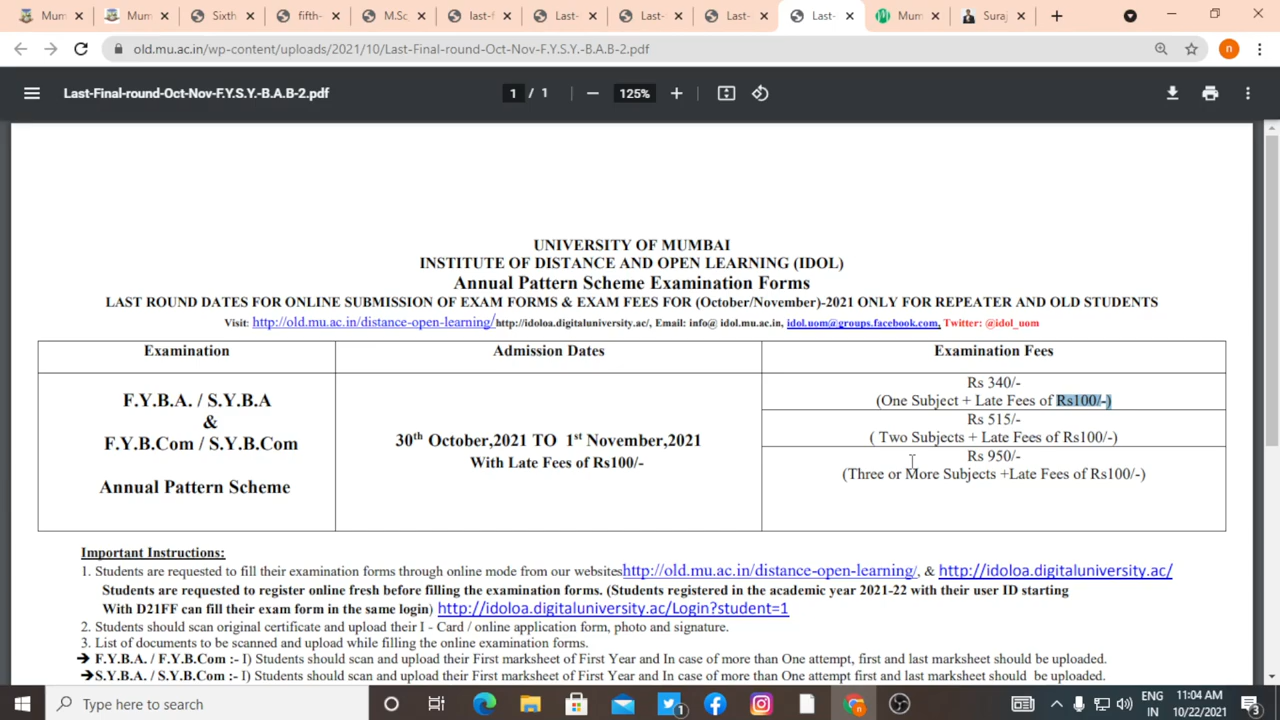 Mum
Mum
Sixth
fifth-
M.Sc
last-f
Last-
Last-
Last-
Last-
Mum
Suraj
old.mu.ac.in/wp-content/uploads/2021/10/Last-Final-round-Oct-Nov-F.Y.S.Y.-B.A.B-2.pdf
n
Last-Final-round-Oct-Nov-F.Y.S.Y.-B.A.B-2.pdf
1 / 1
125%
UNIVERSITY OF MUMBAI
INSTITUTE OF DISTANCE AND OPEN LEARNING (IDOL)
Annual Pattern Scheme Examination Forms
LAST ROUND DATES FOR ONLINE SUBMISSION OF EXAM FORMS & EXAM FEES FOR (October/November)-2021 ONLY FOR REPEATER AND OLD STUDENTS
Visit: http://old.mu.ac.in/distance-open-learning/http://idoloa.digitaluniversity.ac/, Email: info@ idol.mu.ac.in, idol.uom@groups.facebook.com, Twitter: @idol_uom
Examination
Admission Dates
Examination Fees
F.Y.B.A. / S.Y.B.A
&
F.Y.B.Com / S.Y.B.Com
Annual Pattern Scheme
30th October,2021 TO 1st November,2021
With Late Fees of Rs100/-
Rs 340/-
(One Subject + Late Fees of Rs100/-)
Rs 515/-
( Two Subjects + Late Fees of Rs100/-)
Rs 950/-
(Three or More Subjects +Late Fees of Rs100/-)
Important Instructions:
1. Students are requested to fill their examination forms through online mode from our websiteshttp://old.mu.ac.in/distance-open-learning/, & http://idoloa.digitaluniversity.ac/
Students are requested to register online fresh before filling the examination forms. (Students registered in the academic year 2021-22 with their user ID starting
With D21FF can fill their exam form in the same login) http://idoloa.digitaluniversity.ac/Login?student=1
2. Students should scan original certificate and upload their I - Card / online application form, photo and signature.
3. List of documents to be scanned and upload while filling the online examination forms.
➔ F.Y.B.A. / F.Y.B.Com :- I) Students should scan and upload their First marksheet of First Year and In case of more than One attempt, first and last marksheet should be uploaded.
➔S.Y.B.A. / S.Y.B.Com :- I) Students should scan and upload their First marksheet of First Year and In case of more than One attempt first and last marksheet should be uploaded.
Type here to search
1
n
ENG
IN
11:04 AM
10/22/2021
3